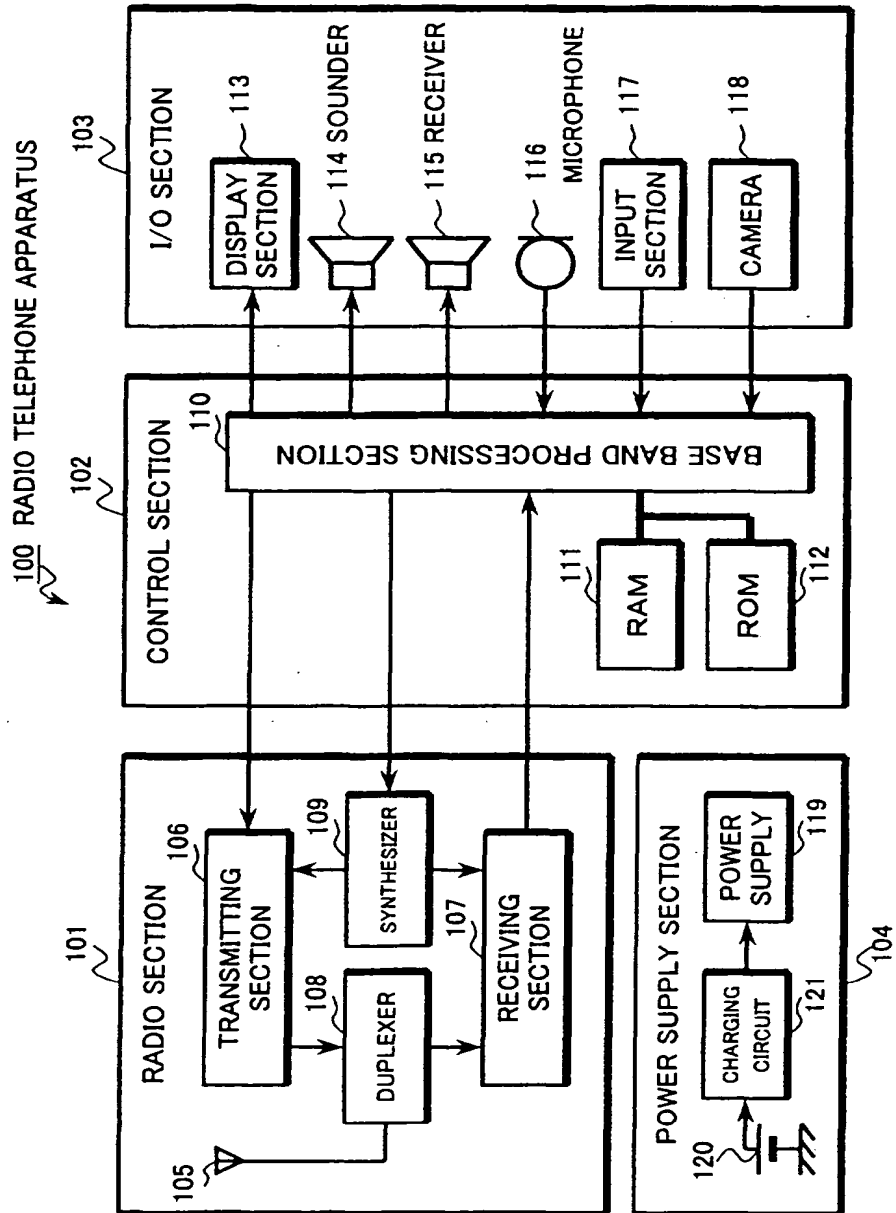 100 RADIO TELEPHONE APPARATUS
101
RADIO SECTION
105
106
TRANSMITTING
SECTION
108
DUPLEXER
109
SYNTHESIZER
107
RECEIVING
SECTION
102
CONTROL SECTION
110
BASE BAND PROCESSING SECTION
111
RAM
ROM
112
103
I/O SECTION
DISPLAY
SECTION
113
114 SOUNDER
115 RECEIVER
116
MICROPHONE
INPUT
SECTION
117
CAMERA
118
POWER SUPPLY SECTION
120
CHARGING
CIRCUIT
121
POWER
SUPPLY
119
104